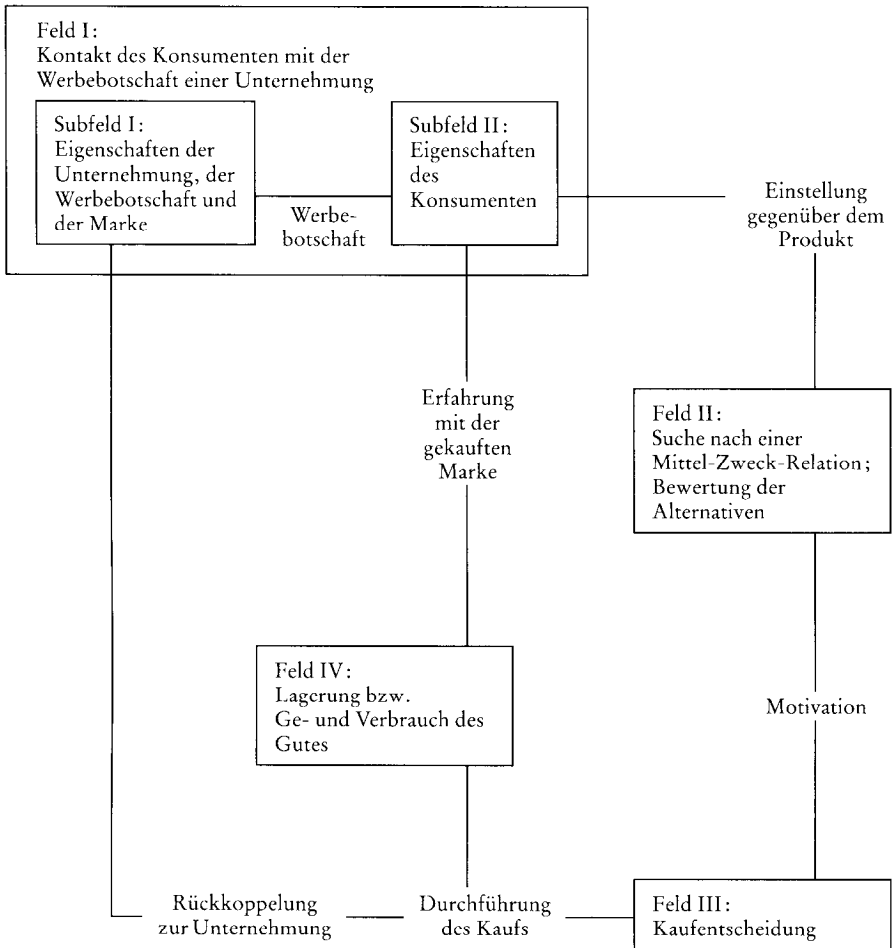 Feld I:
Kontakt des Konsumenten mit der
Werbebotschaft einer Unternehmung
Subfeld I:
Eigenschaften der
Unternehmung, der
Werbebotschaft und
der Marke
Werbe-
botschaft
Subfeld II:
Eigenschaften
des
Konsumenten
Einstellung
gegenüber dem
Produkt
Erfahrung
mit der
gekauften
Marke
Feld II:
Suche nach einer
Mittel-Zweck-Relation;
Bewertung der
Alternativen
Feld IV:
Lagerung bzw.
Ge- und Verbrauch des
Gutes
Motivation
Rückkoppelung
zur Unternehmung
Durchführung
des Kaufs
Feld III:
Kaufentscheidung